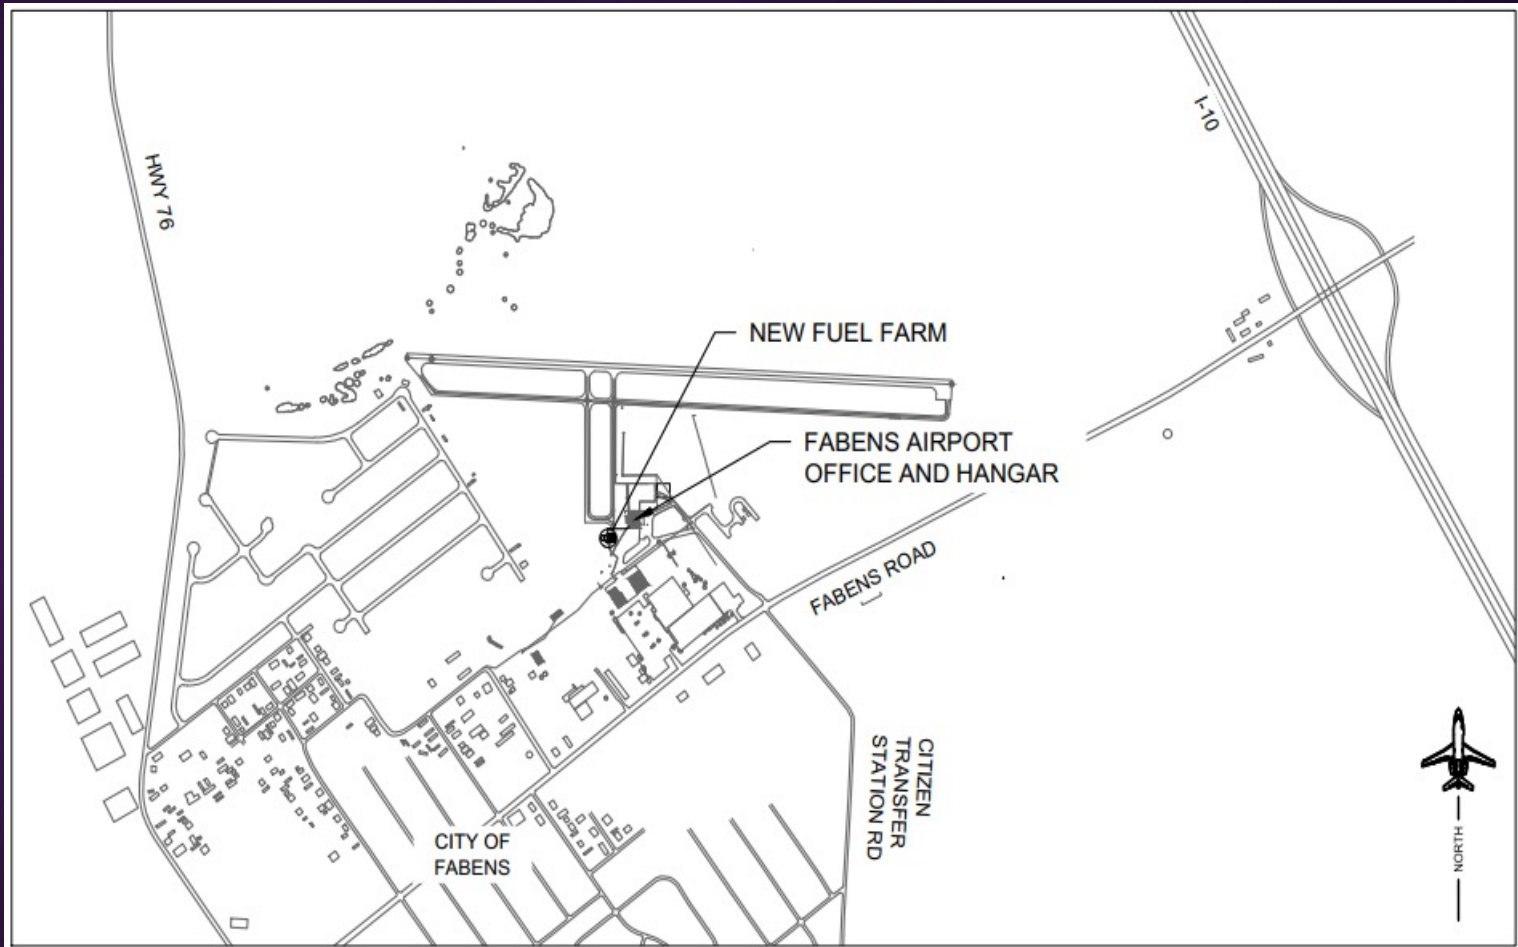 I-10
HWY 76
NEW FUEL FARM
FABENS AIRPORT
OFFICE AND HANGAR
FABENS ROAD
CITIZEN
TRANSFER
STATION RD
CITY OF
FABENS
NORTH